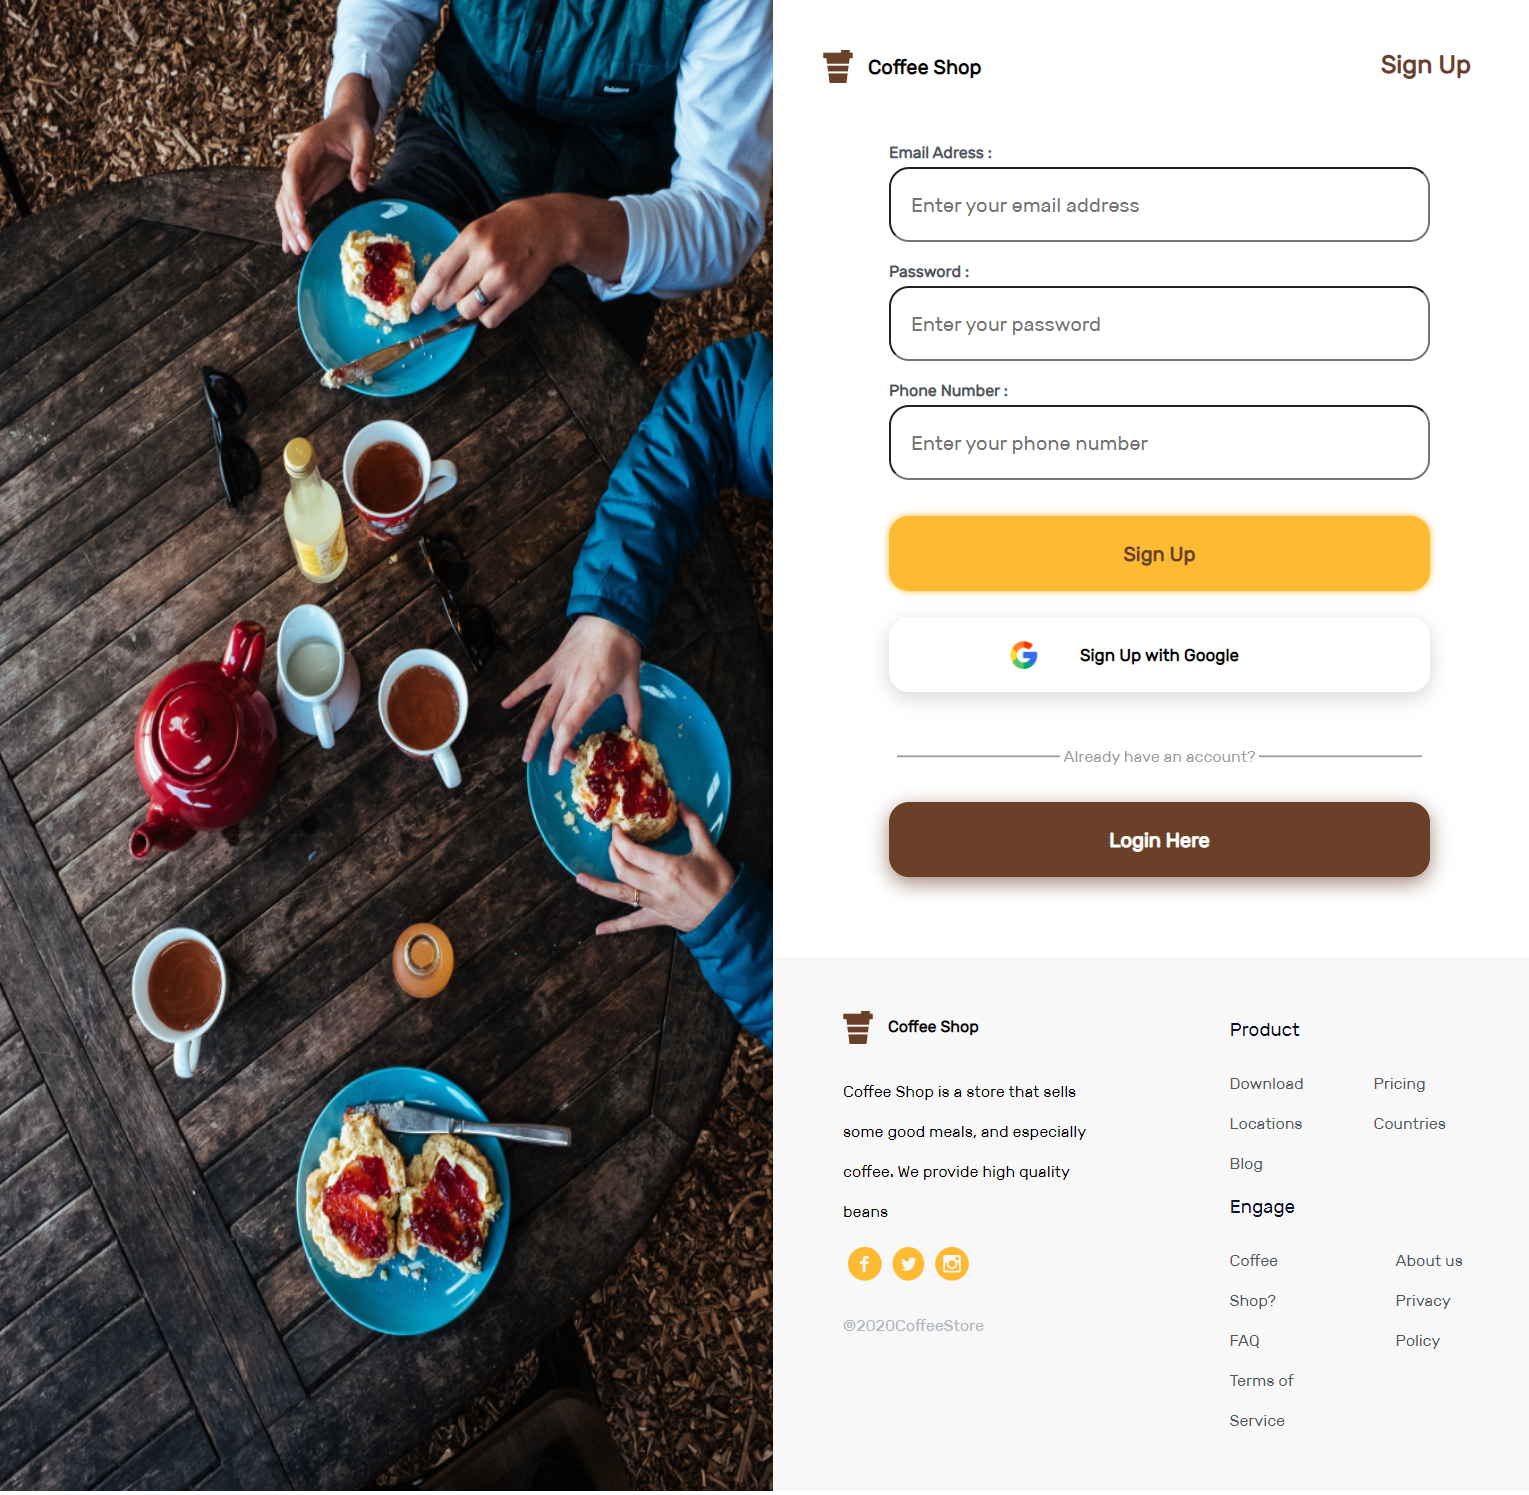 Coffee Shop
Sign Up
Email Adress :
Enter your email address
Password :
Enter your password
Phone Number :
Enter your phone number
Sign Up
Sign Up with Google
Already have an account?
Login Here
Coffee Shop
Coffee Shop is a store that sells
some good meals, and especially
coffee. We provide high quality
beans
©2020CoffeeStore
Product
Download
Pricing
Locations
Countries
Blog
Engage
Coffee
Shop?
FAQ
Terms of
Service
About us
Privacy
Policy